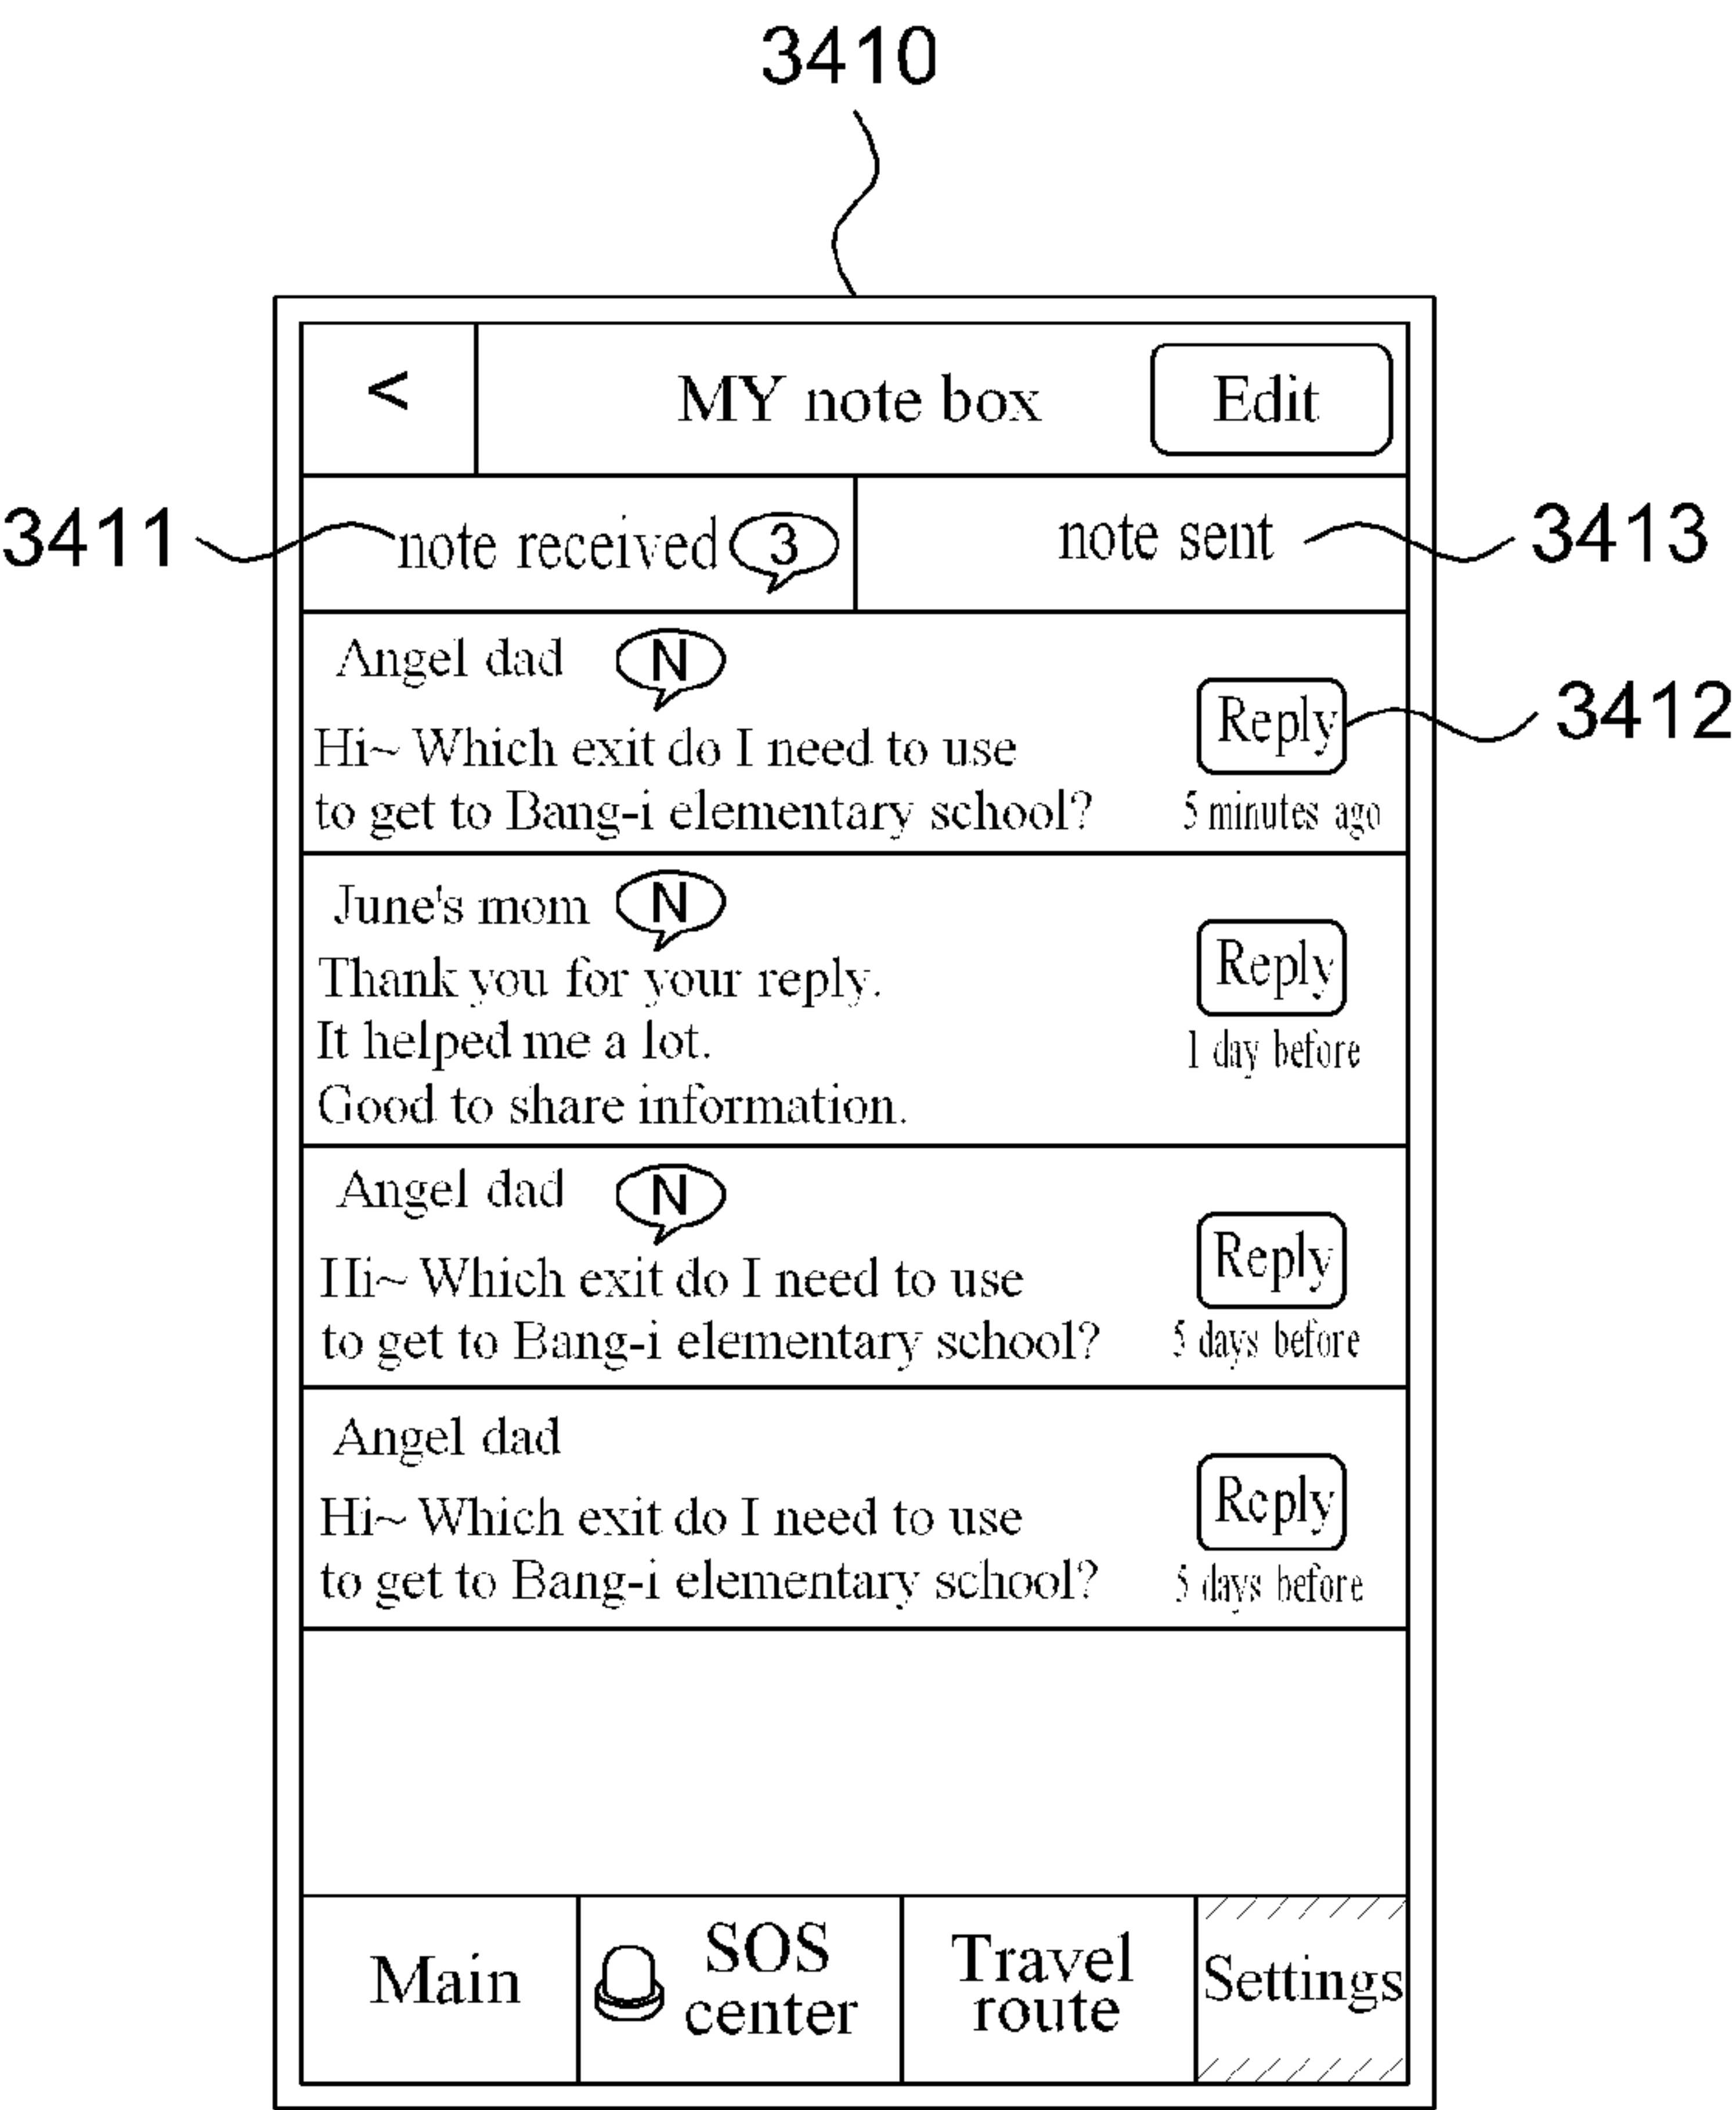 3410
< MY note box Edit
3411 note received 3 note sent 3413
Angel dad N
Reply 3412
Hi~ Which exit do I need to use
to get to Bang-i elementary school? 5 minutes ago
June's mom N
Reply
Thank you for your reply.
It helped me a lot. 1 day before
Good to share information.
Angel dad N
Reply
Hi~ Which exit do I need to use
to get to Bang-i elementary school? 5 days before
Angel dad
Reply
Hi~ Which exit do I need to use
to get to Bang-i elementary school? 5 days before
Main
SOS
center
Travel
route
Settings